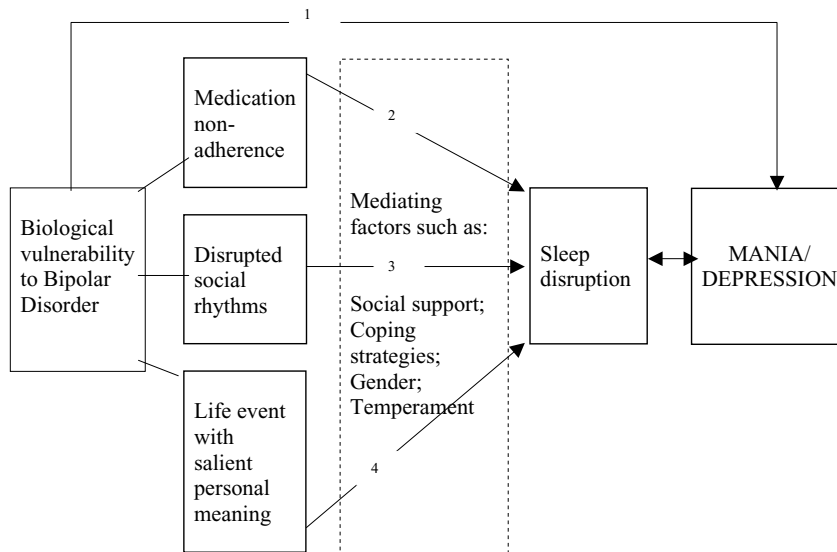 1
Medication
non-
adherence
2
Biological
vulnerability
to Bipolar
Disorder
Disrupted
social
rhythms
Life event
with
salient
personal
meaning
Mediating
factors such as:
3
Social support;
Coping
strategies;
Gender;
Temperament
4
Sleep
disruption
MANIA/
DEPRESSION